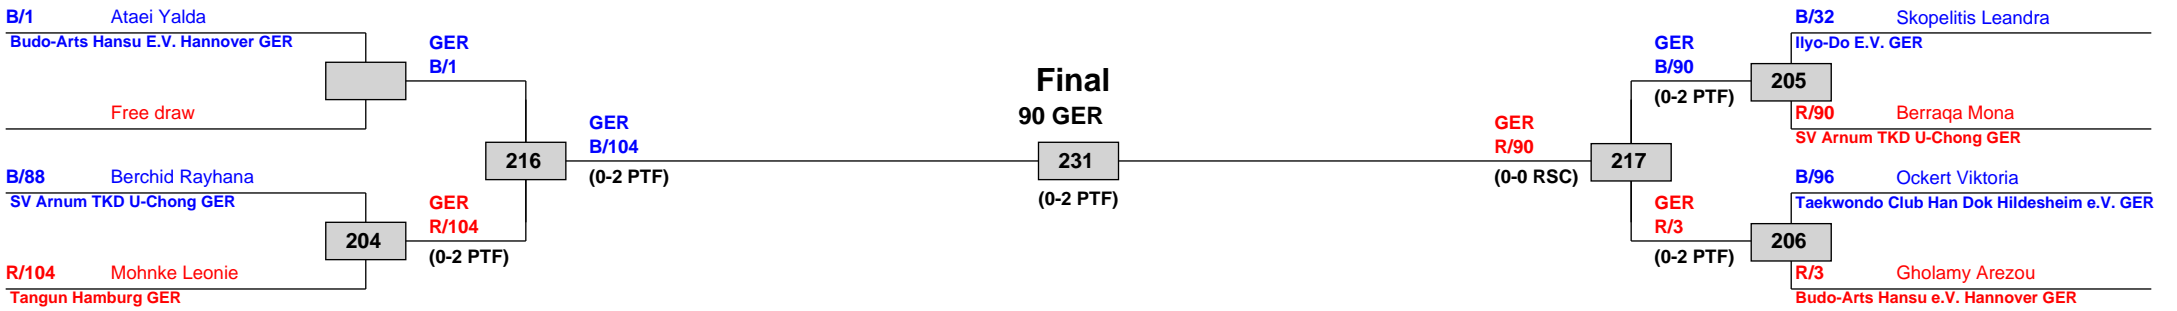 B/1 Ataei Yalda
Budo-Arts Hansu E.V. Hannover GER
Free draw
GER
B/1
B/88 Berchid Rayhana
SV Arnum TKD U-Chong GER
204
R/104 Mohnke Leonie
Tangun Hamburg GER
GER
R/104
(0-2 PTF)
216
GER
B/104
(0-2 PTF)
Final
90 GER
231
(0-2 PTF)
GER
R/90
(0-0 RSC)
217
GER
B/90
(0-2 PTF)
205
B/32 Skopelitis Leandra
Ilyo-Do E.V. GER
R/90 Berraqa Mona
SV Arnum TKD U-Chong GER
GER
R/3
(0-2 PTF)
206
B/96 Ockert Viktoria
Taekwondo Club Han Dok Hildesheim e.V. GER
R/3 Gholamy Arezou
Budo-Arts Hansu e.V. Hannover GER